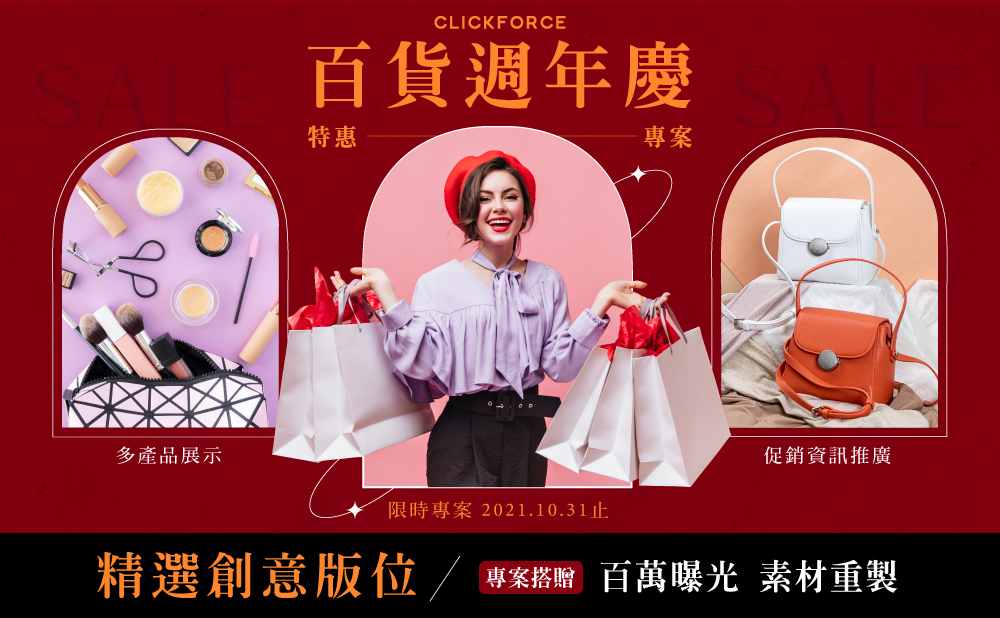 CLICKFORCE
百貨週年慶
特惠 專案
SALE SALE
多產品展示
促銷資訊推廣
限時專案 2021.10.31止
精選創意版位 / 專案搭贈 百萬曝光 素材重製